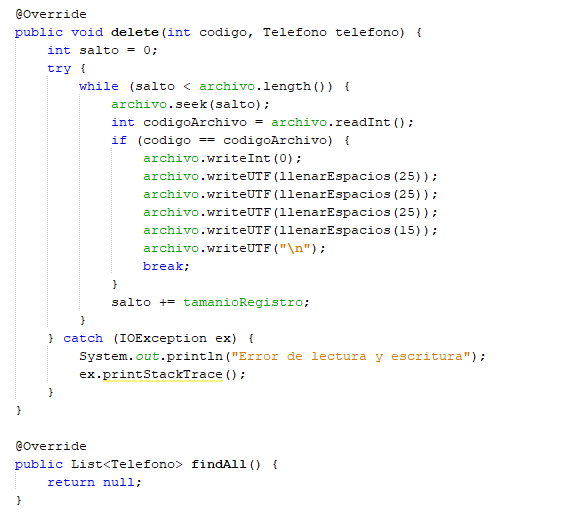 @Override
public void delete(int codigo, Telefono telefono) {
    int salto = 0;
    try {
        while (salto < archivo.length()) {
            archivo.seek(salto);
            int codigoArchivo = archivo.readInt();
            if (codigo == codigoArchivo) {
                archivo.writeInt(0);
                archivo.writeUTF(llenarEspacios(25));
                archivo.writeUTF(llenarEspacios(25));
                archivo.writeUTF(llenarEspacios(25));
                archivo.writeUTF(llenarEspacios(15));
                archivo.writeUTF("\n");
                break;
            }
            salto += tamanioRegistro;
        }
    } catch (IOException ex) {
        System.out.println("Error de lectura y escritura");
        ex.printStackTrace();
    }
}

@Override
public List<Telefono> findAll() {
    return null;
}